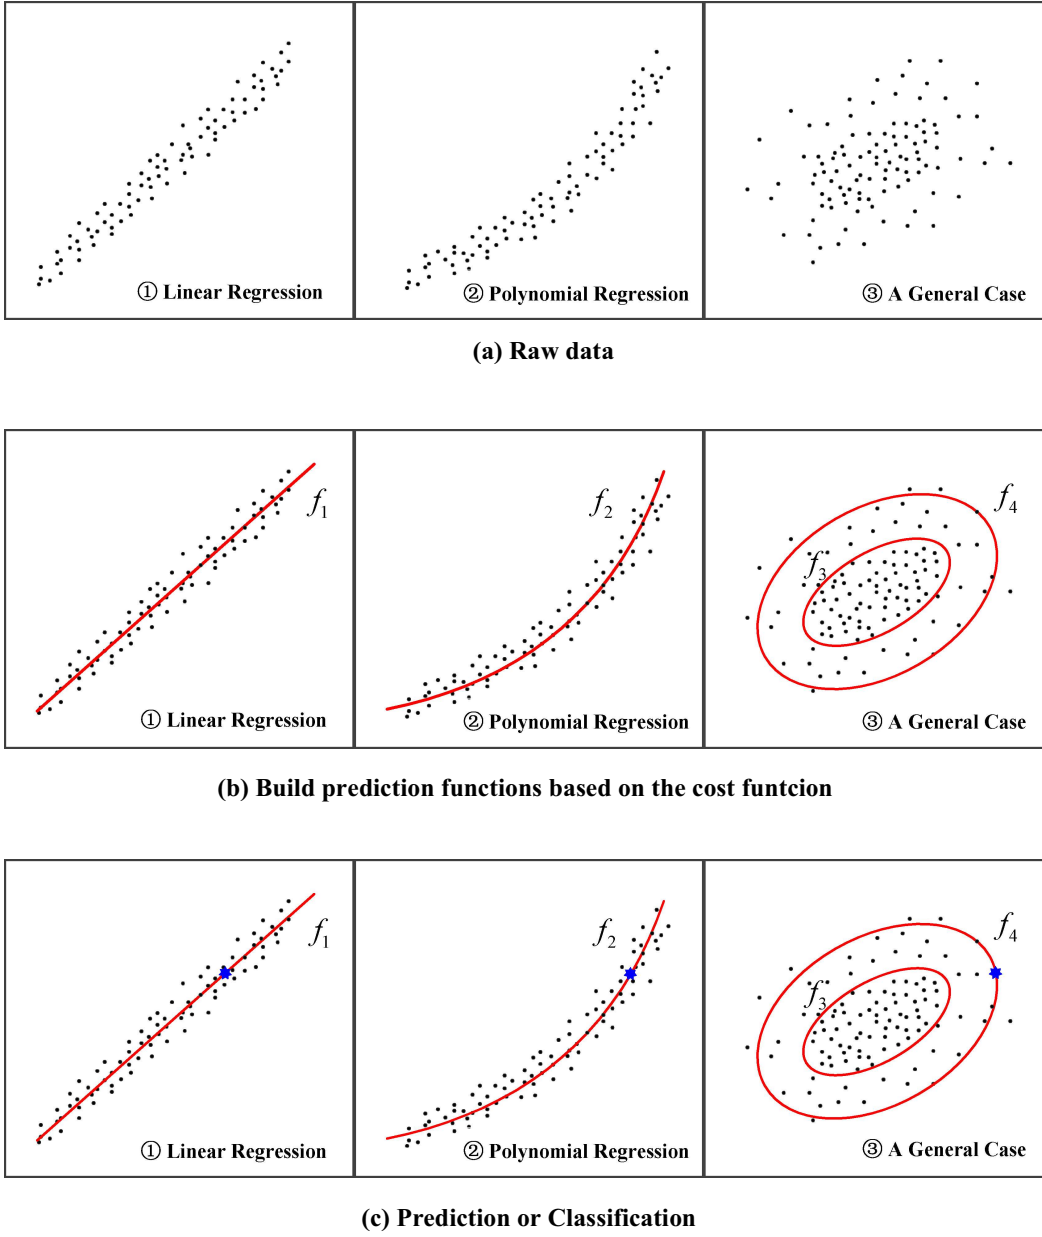 ① Linear Regression
② Polynomial Regression
③ A General Case
(a) Raw data
f1
f2
f3
f4
① Linear Regression
② Polynomial Regression
③ A General Case
(b) Build prediction functions based on the cost funtcion
f1
f2
f3
f4
① Linear Regression
② Polynomial Regression
③ A General Case
(c) Prediction or Classification